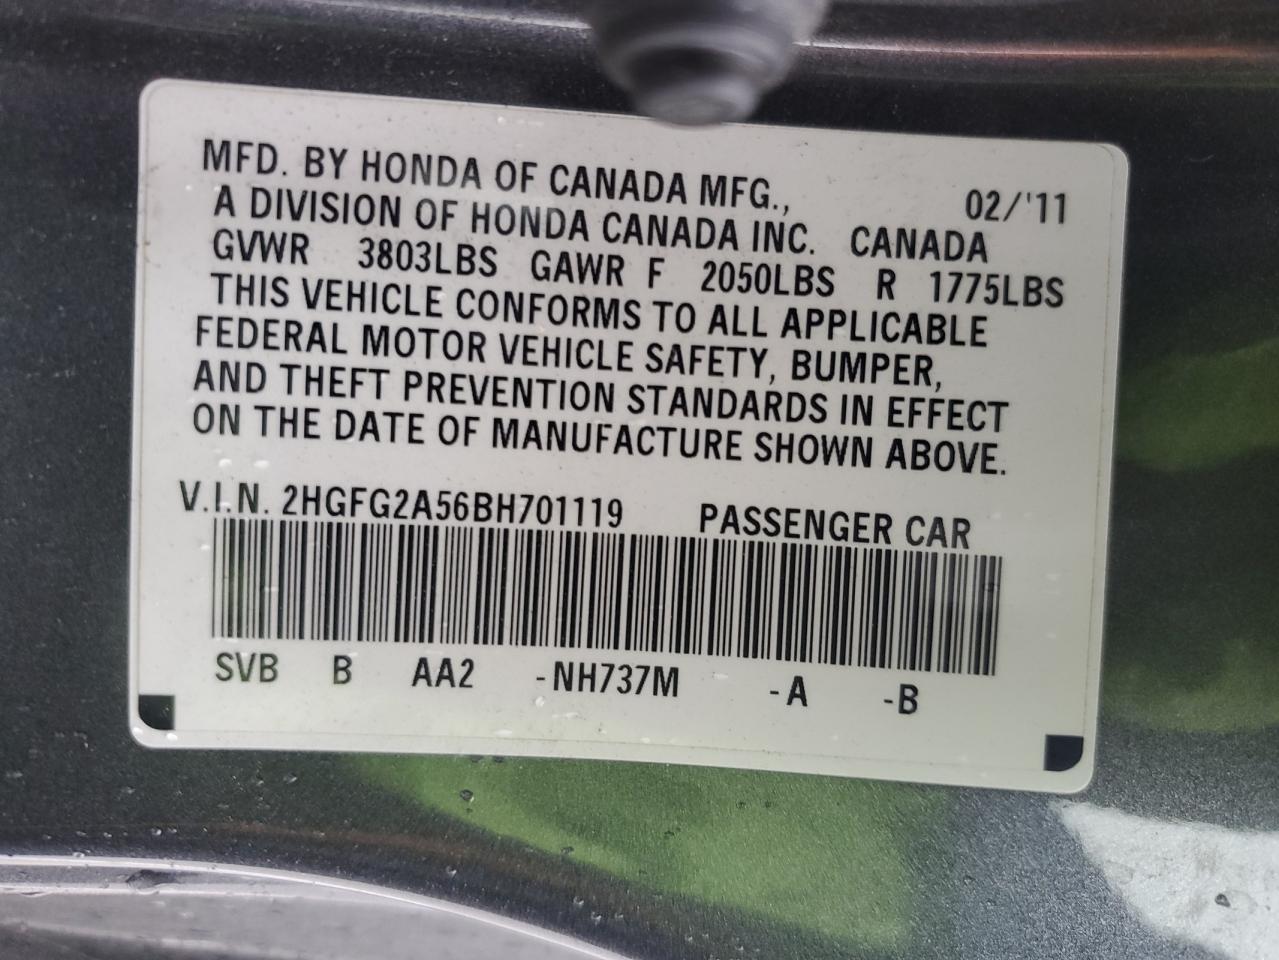 MFD. BY HONDA OF CANADA MFG., 02/'11
A DIVISION OF HONDA CANADA INC. CANADA
GVWR 3803LBS GAWR F 2050LBS R 1775LBS
THIS VEHICLE CONFORMS TO ALL APPLICABLE
FEDERAL MOTOR VEHICLE SAFETY, BUMPER,
AND THEFT PREVENTION STANDARDS IN EFFECT
ON THE DATE OF MANUFACTURE SHOWN ABOVE.
V.I.N. 2HGFG2A56BH701119 PASSENGER CAR
SVB B AA2 -NH737M -A -B